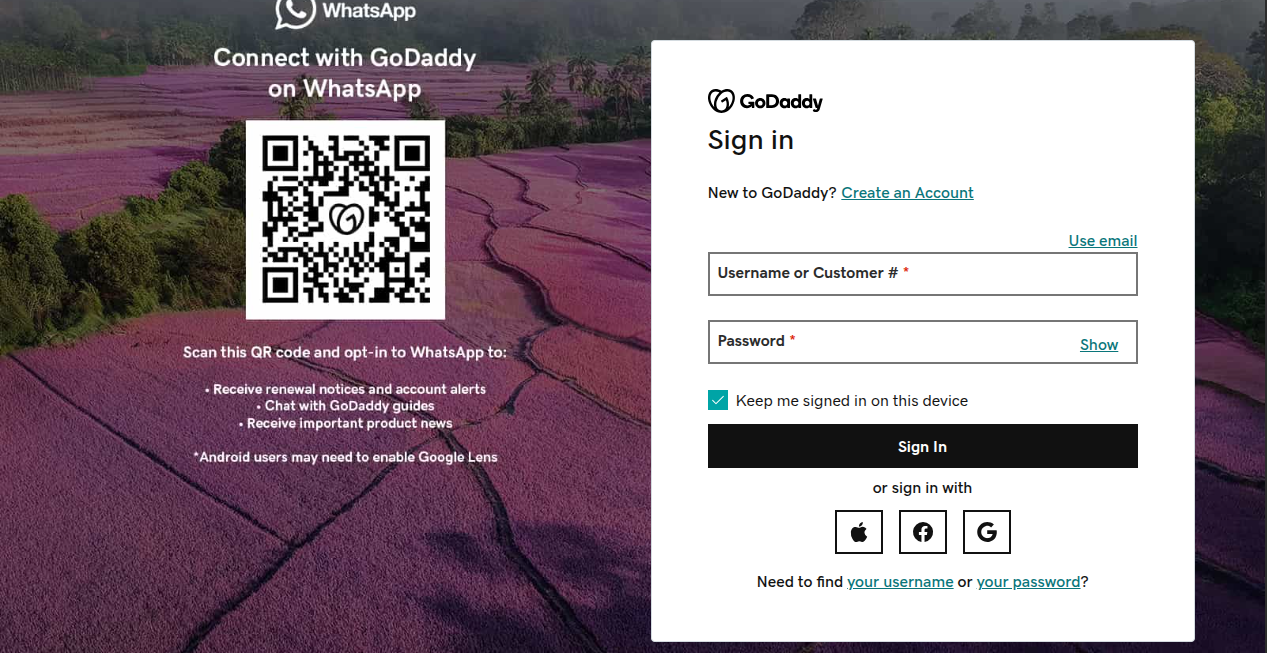 WhatsApp
Connect with GoDaddy
on WhatsApp
Scan this QR code and opt-in to WhatsApp to:
• Receive renewal notices and account alerts
• Chat with GoDaddy guides
• Receive important product news
*Android users may need to enable Google Lens
GoDaddy
Sign in
New to GoDaddy? Create an Account
Use email
Username or Customer # *
Password *
Show
Keep me signed in on this device
Sign In
or sign in with
Need to find your username or your password?